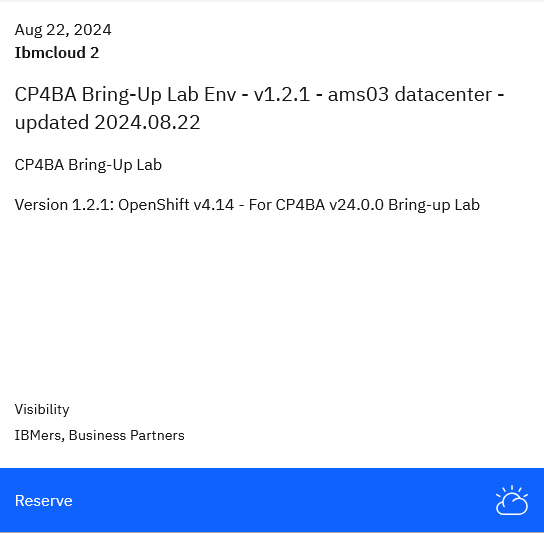 Aug 22, 2024
Ibmcloud 2
CP4BA Bring-Up Lab Env - v1.2.1 - ams03 datacenter -
updated 2024.08.22
CP4BA Bring-Up Lab
Version 1.2.1: OpenShift v4.14 - For CP4BA v24.0.0 Bring-up Lab
Visibility
IBMers, Business Partners
Reserve